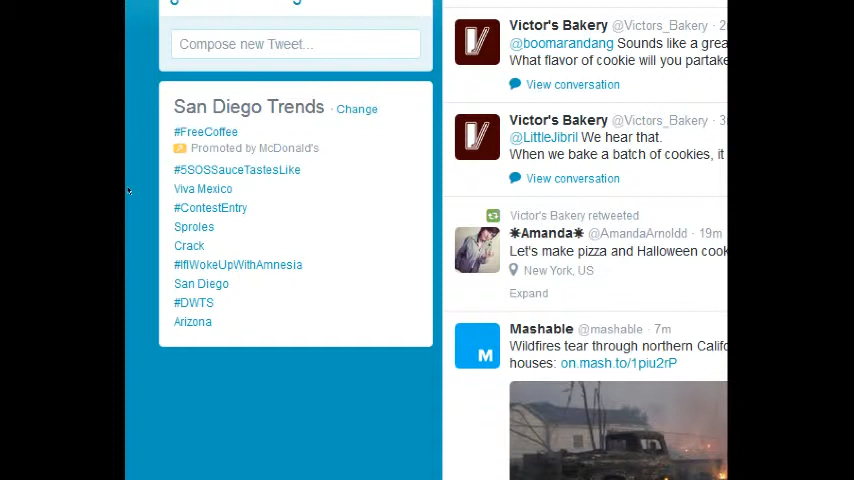 Compose new Tweet...
San Diego Trends · Change
#FreeCoffee
Promoted by McDonald's
#5SOSSauceTastesLike
Viva Mexico
#ContestEntry
Sproles
Crack
#IfIWokeUpWithAmnesia
San Diego
#DWTS
Arizona
Victor's Bakery @Victors_Bakery ·
@boomarandang Sounds like a
What flavor of cookie will you
View conversation
Victor's Bakery @Victors_Bakery ·
@LittleJibril We hear that.
When we bake a batch of cookies, it
View conversation
Victor's Bakery retweeted
✷Amanda✷ @AmandaArnoldd · 19m
Let's make pizza and Halloween
New York, US
Expand
Mashable @mashable · 7m
M
Wildfires tear through northern
houses: on.mash.to/1piu2rP